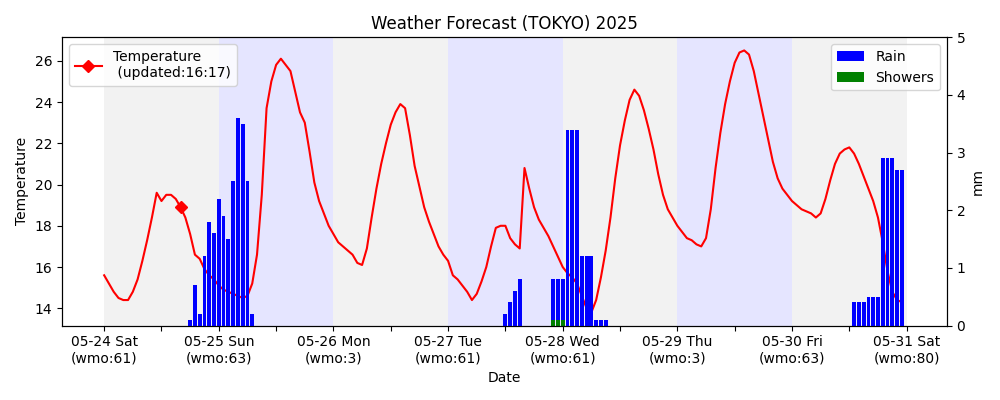 Weather Forecast (TOKYO) 2025
Temperature
(updated:16:17)
Rain
Showers
Temperature
26
24
22
20
18
16
14
5
4
3
2
1
0
mm
05-24 Sat
(wmo:61)
05-25 Sun
(wmo:63)
05-26 Mon
(wmo:3)
05-27 Tue
(wmo:61)
05-28 Wed
(wmo:61)
05-29 Thu
(wmo:3)
05-30 Fri
(wmo:63)
05-31 Sat
(wmo:80)
Date